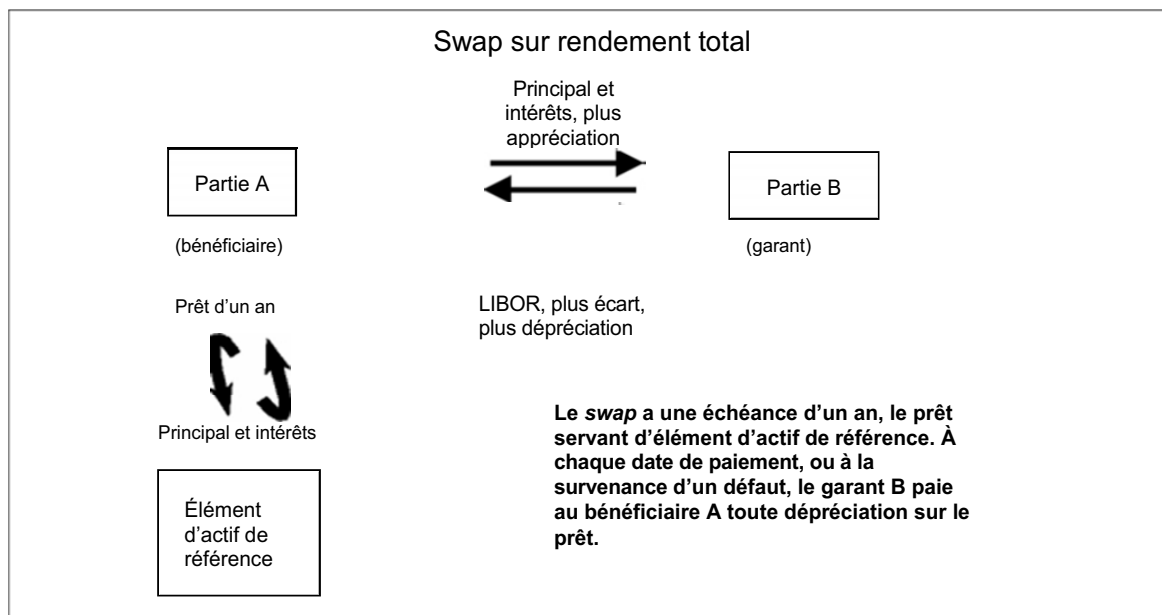 Swap sur rendement total
Principal et
intérêts, plus
appréciation
Partie A
Partie B
(bénéficiaire)
(garant)
Prêt d’un an
LIBOR, plus écart,
plus dépréciation
Principal et intérêts
Le swap a une échéance d’un an, le prêt
servant d’élément d’actif de référence. À
chaque date de paiement, ou à la
survenance d’un défaut, le garant B paie
au bénéficiaire A toute dépréciation sur le
prêt.
Élément
d’actif de
référence